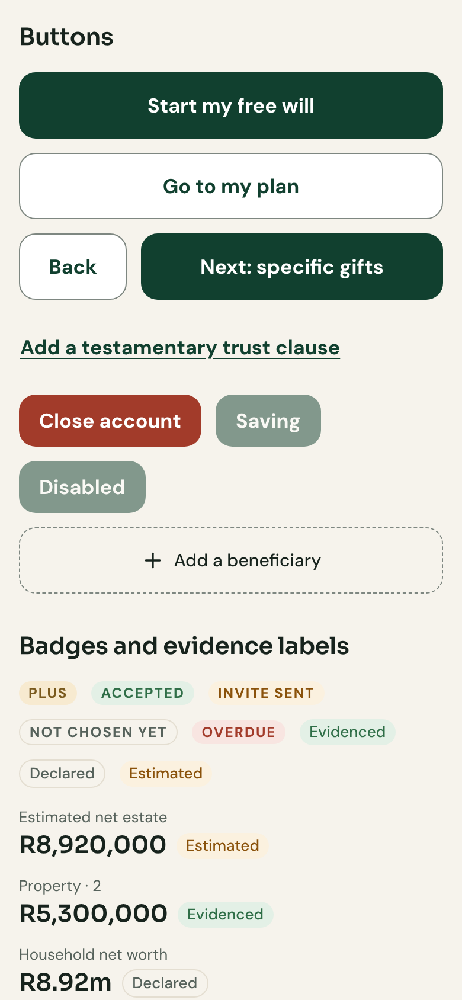 Buttons
Start my free will
Go to my plan
Back
Next: specific gifts
Add a testamentary trust clause
Close account
Saving
Disabled
Add a beneficiary
Badges and evidence labels
PLUS
ACCEPTED
INVITE SENT
NOT CHOSEN YET
OVERDUE
Evidenced
Declared
Estimated
Estimated net estate
R8,920,000 Estimated
Property · 2
R5,300,000 Evidenced
Household net worth
R8.92m Declared